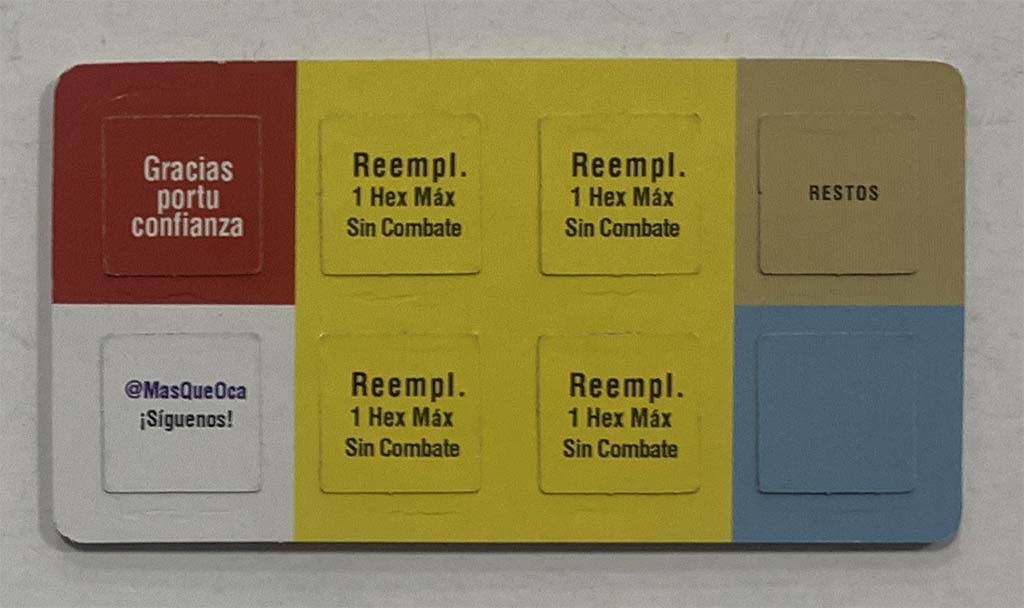 Gracias
portu
confianza
Reempl.
1 Hex Máx
Sin Combate
Reempl.
1 Hex Máx
Sin Combate
RESTOS
@MasQueOca
¡Síguenos!
Reempl.
1 Hex Máx
Sin Combate
Reempl.
1 Hex Máx
Sin Combate